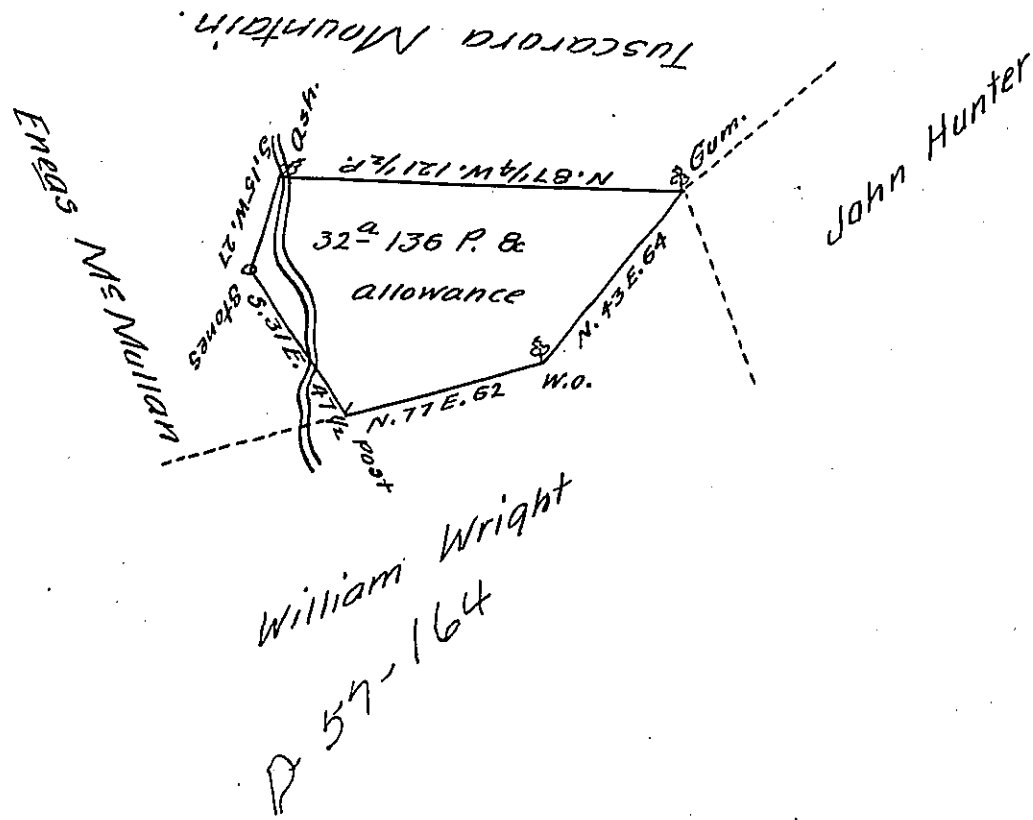 Tuscarora Mountain.
Eneas McMullan
John Hunter
Ash.
Gum.
S. 15 W. 27
N. 87 1/4 W. 121 1/2 P.
32a 136 P. &
allowance
Stones
S. 31 E. 47 1/2
N. 43 E. 64
W.O.
N. 77 E. 62
post
William Wright
P 57-164